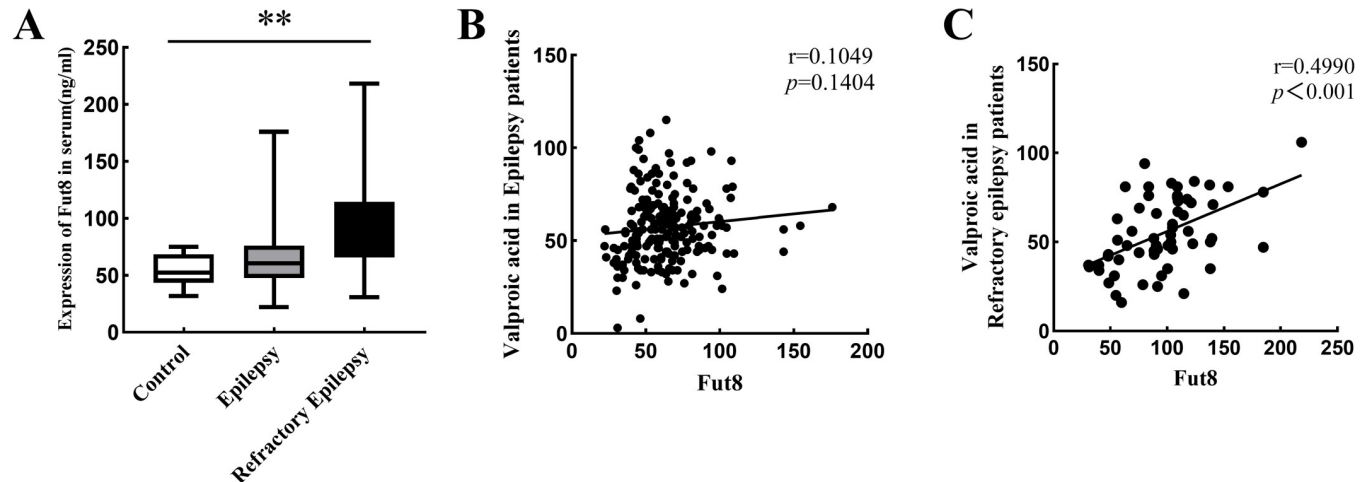 A
**
Expression of Fut8 in serum(ng/ml)
250
200
150
100
50
0
Control
Epilepsy
Refractory Epilepsy
B
Valproic acid in Epilepsy patients
150
100
50
0
r=0.1049
p=0.1404
0
50
100
150
200
Fut8
C
Valproic acid in
Refractory epilepsy patients
150
100
50
0
r=0.4990
p<0.001
0
50
100
150
200
250
Fut8